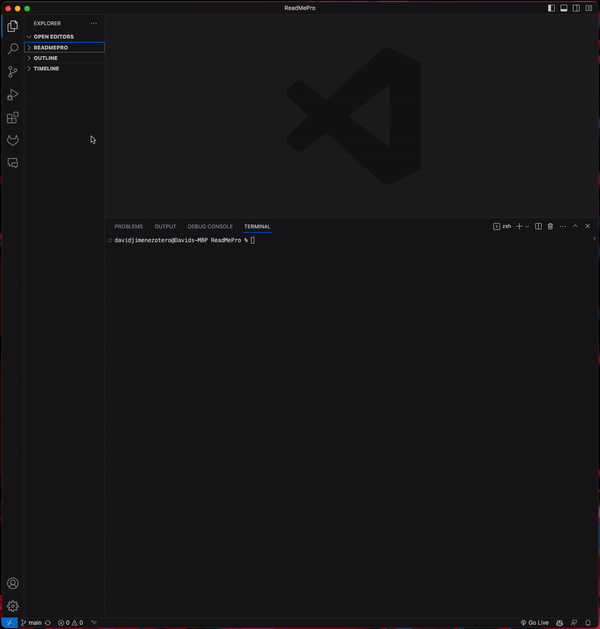 ReadMePro
EXPLORER
OPEN EDITORS
READMEPRO
OUTLINE
TIMELINE
PROBLEMS OUTPUT DEBUG CONSOLE TERMINAL zsh
davidjimenezotero@Davids-MBP ReadMePro %
main 0 0 Go Live